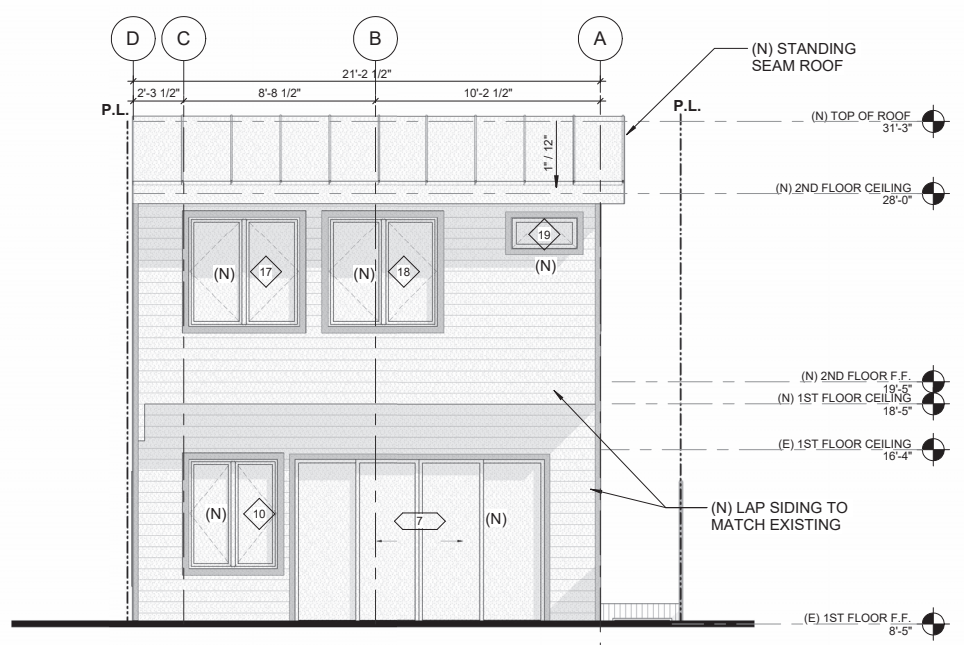 D
C
B
A
(N) STANDING
SEAM ROOF
21'-2 1/2"
2'-3 1/2"
8'-8 1/2"
10'-2 1/2"
P.L.
P.L.
(N) TOP OF ROOF
31'-3"
1" / 12"
(N) 2ND FLOOR CEILING
28'-0"
19
(N)
(N)
17
(N)
18
(N) 2ND FLOOR F.F.
19'-5"
(N) 1ST FLOOR CEILING
18'-5"
(E) 1ST FLOOR CEILING
16'-4"
(N)
10
7
(N)
(N) LAP SIDING TO
MATCH EXISTING
(E) 1ST FLOOR F.F.
8'-5"